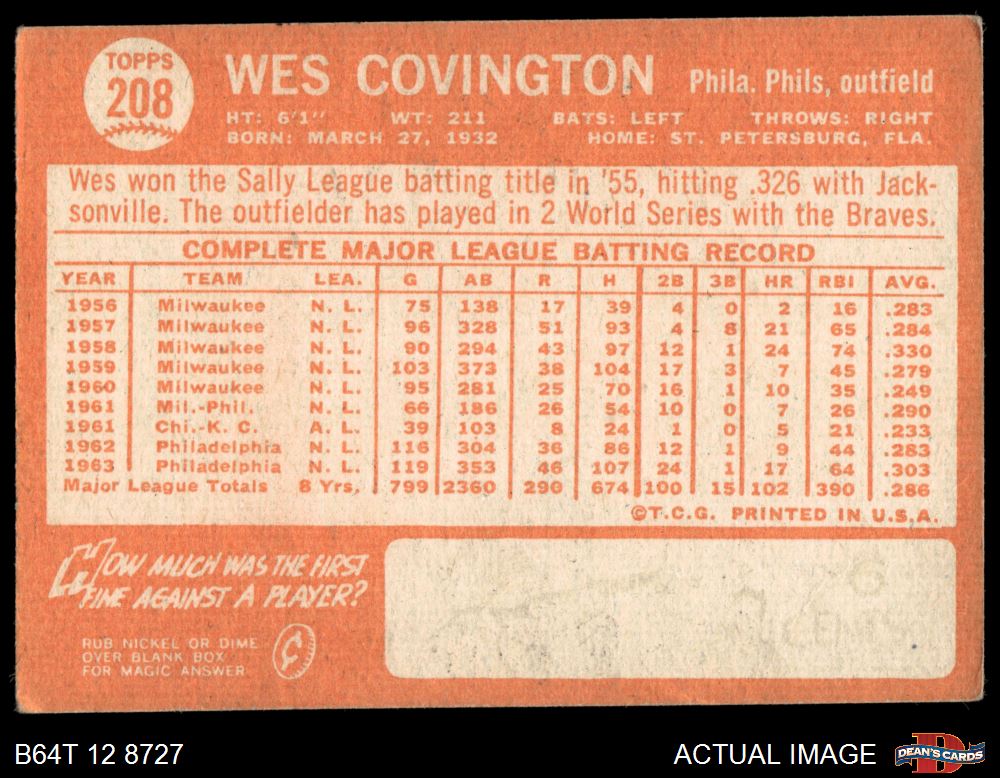 TOPPS
208
WES COVINGTON Phila. Phils, outfield
HT: 6'1" WT: 211 BATS: LEFT THROWS: RIGHT
BORN: MARCH 27, 1932 HOME: ST. PETERSBURG, FLA.
Wes won the Sally League batting title in '55, hitting .326 with Jack-
sonville. The outfielder has played in 2 World Series with the Braves.
COMPLETE MAJOR LEAGUE BATTING RECORD
YEAR TEAM LEA. G AB R H 2B 3B HR RBI AVG.
1956 Milwaukee N. L. 75 138 17 39 4 0 2 16 .283
1957 Milwaukee N. L. 96 328 51 93 4 8 21 65 .284
1958 Milwaukee N. L. 90 294 43 97 12 1 24 74 .330
1959 Milwaukee N. L. 103 373 38 104 17 3 7 45 .279
1960 Milwaukee N. L. 95 281 25 70 16 1 10 35 .249
1961 Mil.-Phil. N. L. 66 186 26 54 10 0 7 26 .290
1961 Chi.-K. C. A. L. 39 103 8 24 1 0 5 21 .233
1962 Philadelphia N. L. 116 304 36 86 12 1 9 44 .283
1963 Philadelphia N. L. 119 353 46 107 24 1 17 64 .303
Major League Totals 8 Yrs. 799 2360 290 674 100 15 102 390 .286
©T.C.G. PRINTED IN U.S.A.
HOW MUCH WAS THE FIRST
FINE AGAINST A PLAYER?
RUB NICKEL OR DIME
OVER BLANK BOX
FOR MAGIC ANSWER
6
CENTS
B64T 12 8727 ACTUAL IMAGE DEAN'S CARDS